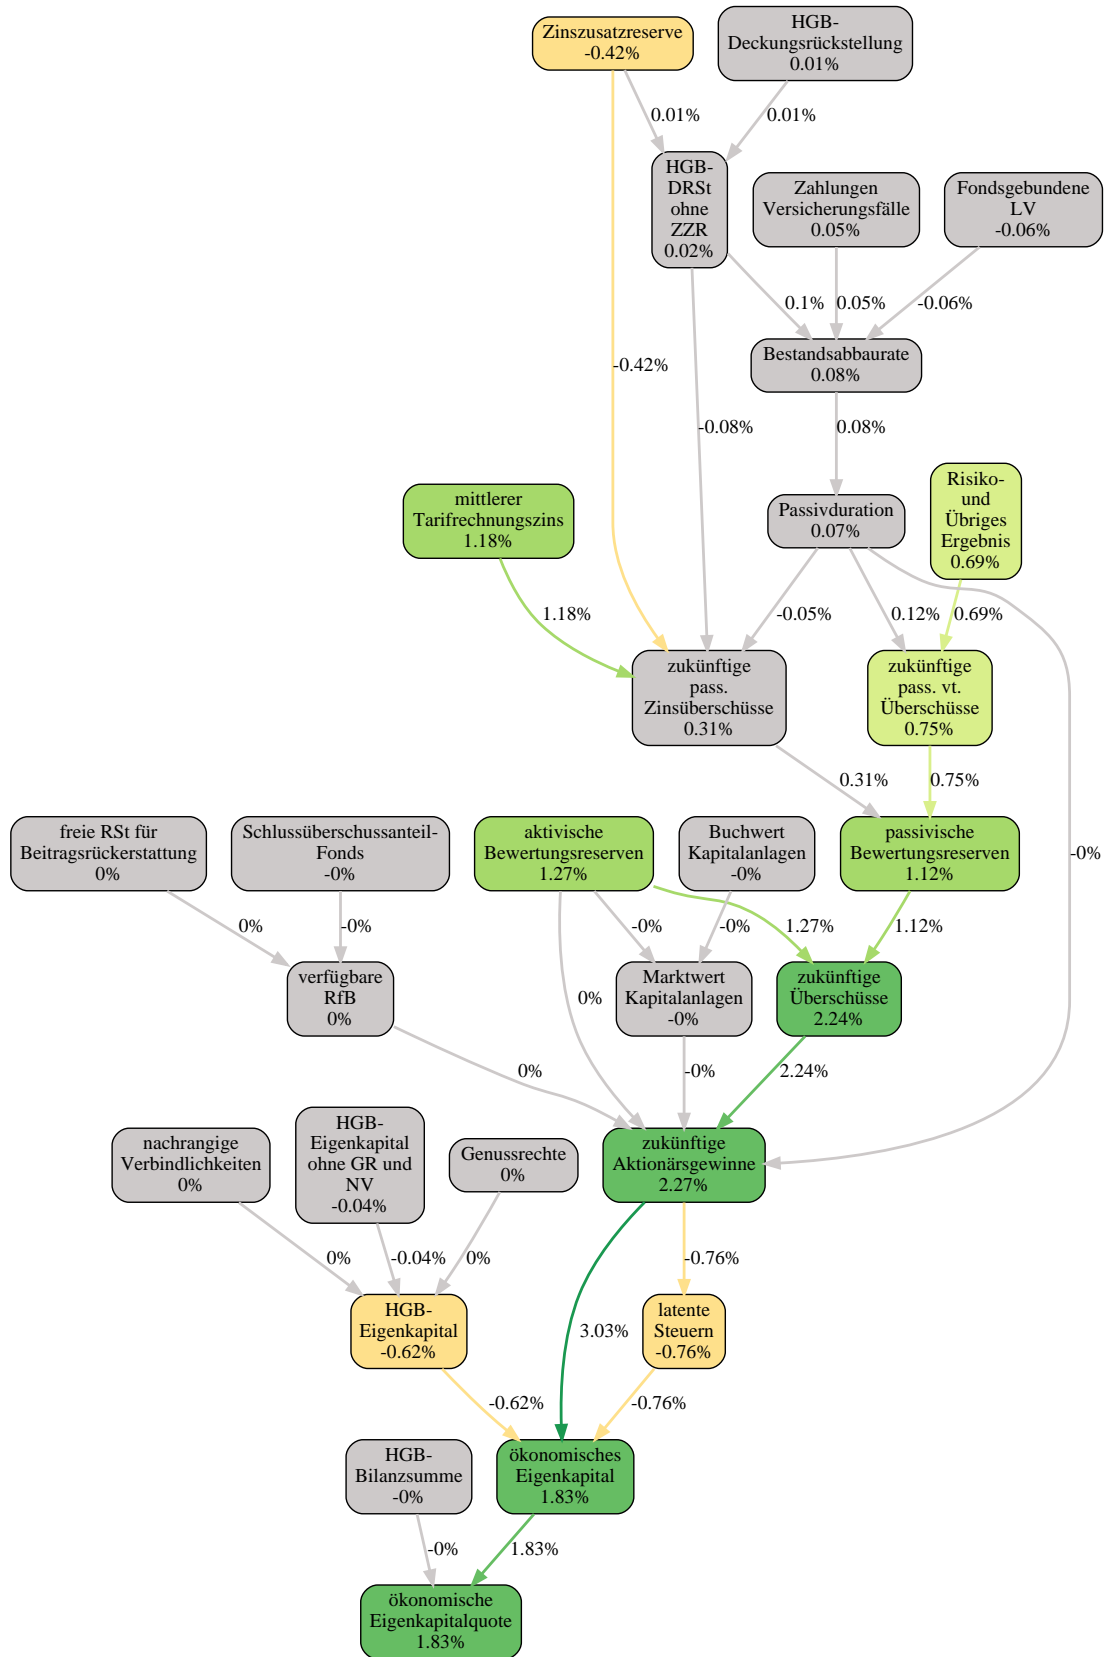 Zinszusatzreserve
-0.42%
HGB-
Deckungsrückstellung
0.01%
0.01%
0.01%
HGB-
DRSt
ohne
ZZR
0.02%
Zahlungen
Versicherungsfälle
0.05%
Fondsgebundene
LV
-0.06%
0.1%
0.05%
-0.06%
Bestandsabbaurate
0.08%
-0.42%
-0.08%
0.08%
mittlerer
Tarifrechnungszins
1.18%
Passivduration
0.07%
Risiko-
und
Übriges
Ergebnis
0.69%
1.18%
-0.05%
0.12%
0.69%
zukünftige
pass.
Zinsüberschüsse
0.31%
zukünftige
pass. vt.
Überschüsse
0.75%
0.31%
0.75%
freie RSt für
Beitragsrückerstattung
0%
Schlussüberschussanteil-
Fonds
-0%
aktivische
Bewertungsreserven
1.27%
Buchwert
Kapitalanlagen
-0%
passivische
Bewertungsreserven
1.12%
-0%
0%
-0%
-0%
-0%
1.27%
1.12%
verfügbare
RfB
0%
0%
Marktwert
Kapitalanlagen
-0%
zukünftige
Überschüsse
2.24%
0%
-0%
2.24%
nachrangige
Verbindlichkeiten
0%
HGB-
Eigenkapital
ohne GR und
NV
-0.04%
Genussrechte
0%
zukünftige
Aktionärsgewinne
2.27%
0%
-0.04%
0%
-0.76%
HGB-
Eigenkapital
-0.62%
3.03%
latente
Steuern
-0.76%
-0.62%
-0.76%
HGB-
Bilanzsumme
-0%
ökonomisches
Eigenkapital
1.83%
-0%
1.83%
ökonomische
Eigenkapitalquote
1.83%